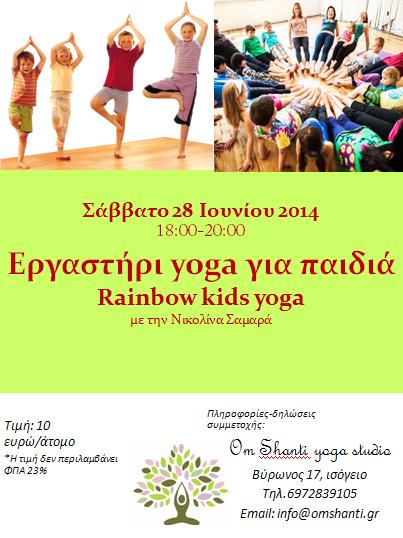 Σάββατο 28 Ιουνίου 2014
18:00-20:00
Εργαστήρι yoga για παιδιά
Rainbow kids yoga
με την Νικολίνα Σαμαρά
Τιμή: 10
ευρώ/άτομο
*Η τιμή δεν περιλαμβάνει
ΦΠΑ 23%
Πληροφορίες-δηλώσεις
συμμετοχής:
Om Shanti yoga studio
Βύρωνος 17, ισόγειο
Τηλ. 6972839105
Email: info@omshanti.gr